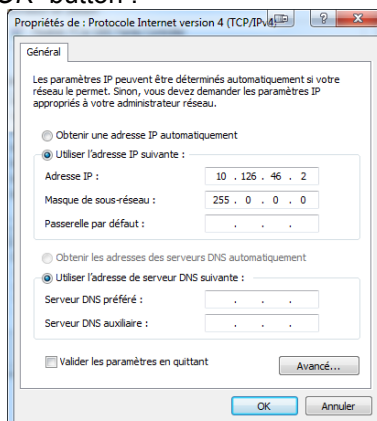 OK" button :
Propriétés de : Protocole Internet version 4 (TCP/IPv4)
Général
Les paramètres IP peuvent être déterminés automatiquement si votre
réseau le permet. Sinon, vous devez demander les paramètres IP
appropriés à votre administrateur réseau.
Obtenir une adresse IP automatiquement
Utiliser l'adresse IP suivante :
Adresse IP : 10 . 126 . 46 . 2
Masque de sous-réseau : 255 . 0 . 0 . 0
Passerelle par défaut : . . .
Obtenir les adresses des serveurs DNS automatiquement
Utiliser l'adresse de serveur DNS suivante :
Serveur DNS préféré : . . .
Serveur DNS auxiliaire : . . .
Valider les paramètres en quittant
Avancé...
OK Annuler